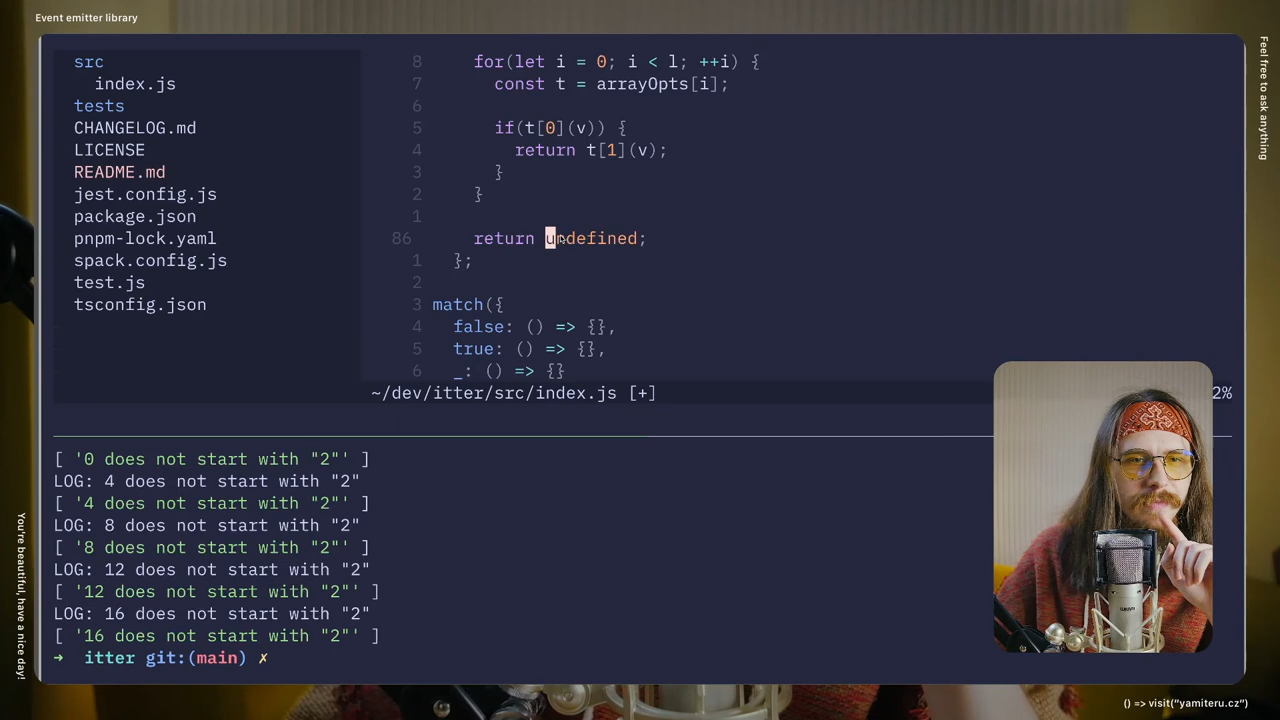 Event emitter library
src
index.js
tests
CHANGELOG.md
LICENSE
README.md
jest.config.js
package.json
pnpm-lock.yaml
spack.config.js
test.js
tsconfig.json
8 for(let i = 0; i < l; ++i) {
7 const t = arrayOpts[i];
6
5 if(t[0](v)) {
4 return t[1](v);
3 }
2 }
1
86 return undefined;
1 };
2
3 match({
4 false: () => {},
5 true: () => {},
6 _: () => {}
~/dev/itter/src/index.js [+]
2%
[ '0 does not start with "2"' ]
LOG: 4 does not start with "2"
[ '4 does not start with "2"' ]
LOG: 8 does not start with "2"
[ '8 does not start with "2"' ]
LOG: 12 does not start with "2"
[ '12 does not start with "2"' ]
LOG: 16 does not start with "2"
[ '16 does not start with "2"' ]
➜ itter git:(main) ✗
Feel free to ask anything
You're beautiful, have a nice day!
() => visit("yamiteru.cz")